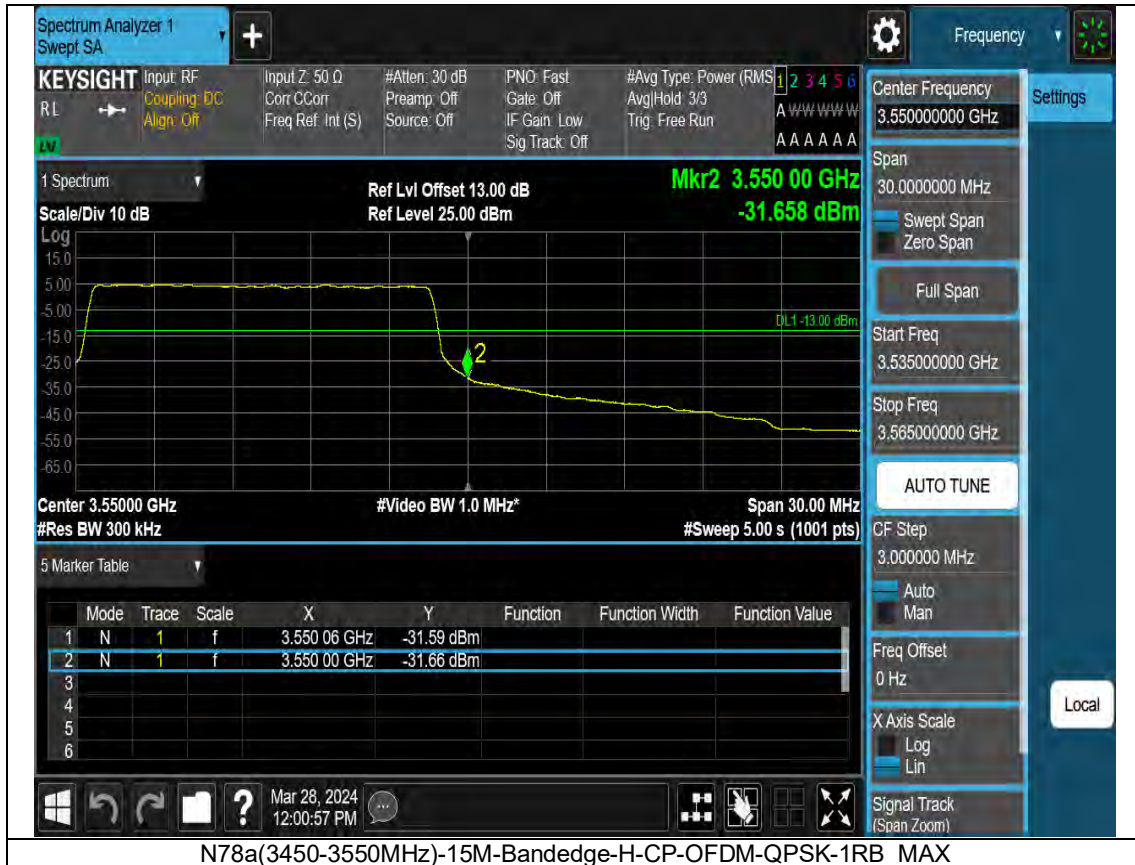 Spectrum Analyzer 1
Swept SA
Frequency
KEYSIGHT
RL
Input: RF
Coupling: DC
Align: Off
Input Z: 50 Ω
Corr CCorr
Freq Ref: Int (S)
#Atten: 30 dB
Preamp: Off
Source: Off
PNO: Fast
Gate: Off
IF Gain: Low
Sig Track: Off
#Avg Type: Power (RMS
Avg|Hold: 3/3
Trig: Free Run
1 2 3 4 5 6
A W W W W W
A A A A A A
1 Spectrum
Scale/Div 10 dB
Ref Lvl Offset 13.00 dB
Ref Level 25.00 dBm
Mkr2 3.550 00 GHz
-31.658 dBm
Log
15.0
5.00
-5.00
-15.0
-25.0
-35.0
-45.0
-55.0
-65.0
DL1 -13.00 dBm
2
Center 3.55000 GHz
#Res BW 300 kHz
#Video BW 1.0 MHz*
Span 30.00 MHz
#Sweep 5.00 s (1001 pts)
5 Marker Table
Mode Trace Scale X Y Function Function Width Function Value
1 N 1 f 3.550 06 GHz -31.59 dBm
2 N 1 f 3.550 00 GHz -31.66 dBm
3
4
5
6
Mar 28, 2024
12:00:57 PM
Center Frequency
3.550000000 GHz
Span
30.0000000 MHz
Swept Span
Zero Span
Full Span
Start Freq
3.535000000 GHz
Stop Freq
3.565000000 GHz
AUTO TUNE
CF Step
3.000000 MHz
Auto
Man
Freq Offset
0 Hz
X Axis Scale
Log
Lin
Signal Track
(Span Zoom)
Settings
Local
N78a(3450-3550MHz)-15M-Bandedge-H-CP-OFDM-QPSK-1RB_MAX